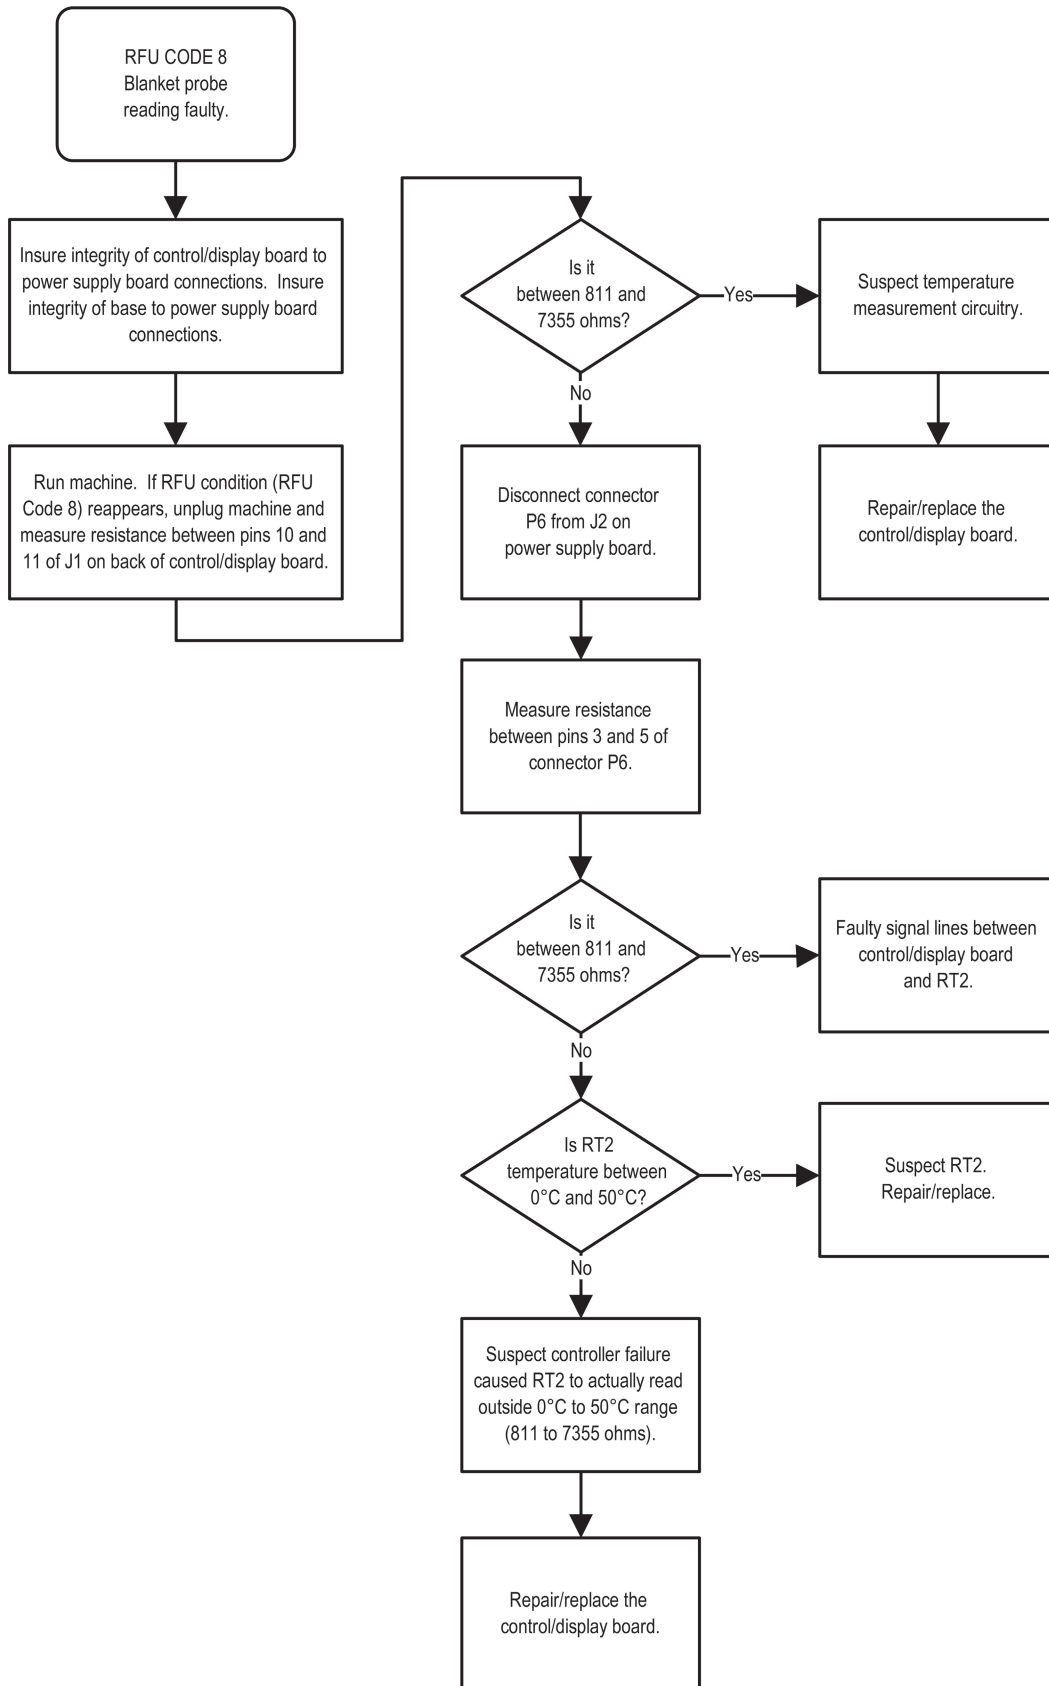 RFU CODE 8
Blanket probe
reading faulty.
Insure integrity of control/display board to
power supply board connections. Insure
integrity of base to power supply board
connections.
Run machine. If RFU condition (RFU
Code 8) reappears, unplug machine and
measure resistance between pins 10 and
11 of J1 on back of control/display board.
Is it
between 811 and
7355 ohms?
Yes
Suspect temperature
measurement circuitry.
Repair/replace the
control/display board.
No
Disconnect connector
P6 from J2 on
power supply board.
Measure resistance
between pins 3 and 5 of
connector P6.
Is it
between 811 and
7355 ohms?
Yes
Faulty signal lines between
control/display board
and RT2.
No
Is RT2
temperature between
0°C and 50°C?
Yes
Suspect RT2.
Repair/replace.
No
Suspect controller failure
caused RT2 to actually read
outside 0°C to 50°C range
(811 to 7355 ohms).
Repair/replace the
control/display board.